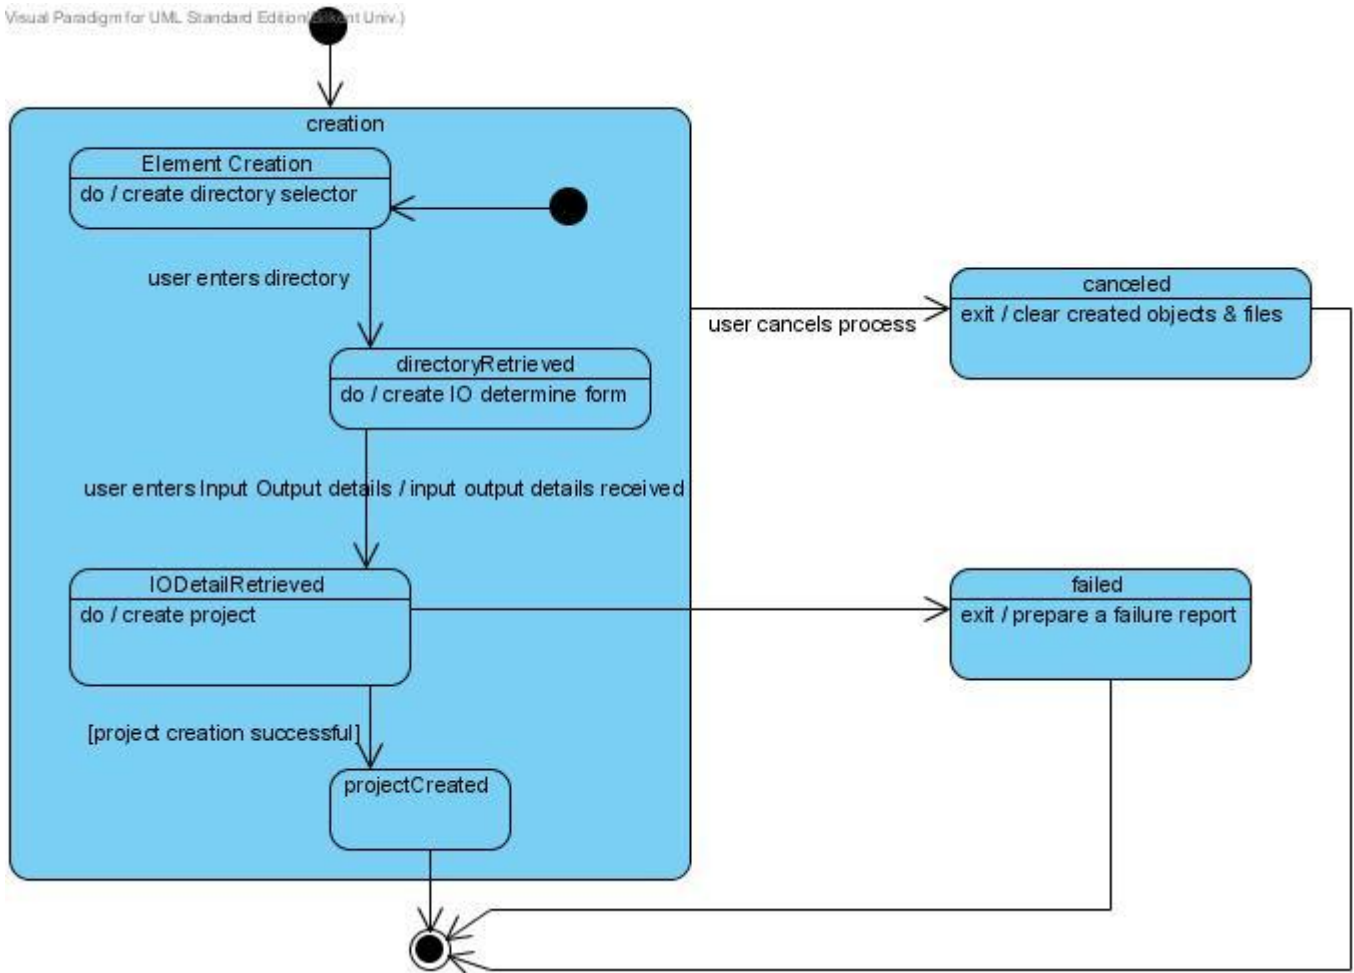 Visual Paradigm for UML Standard Edition(Bilkent Univ.)
creation
Element Creation
do / create directory selector
user enters directory
canceled
exit / clear created objects & files
user cancels process
directoryRetrieved
do / create IO determine form
user enters Input Output details / input output details received
IODetailRetrieved
do / create project
failed
exit / prepare a failure report
[project creation successful]
projectCreated